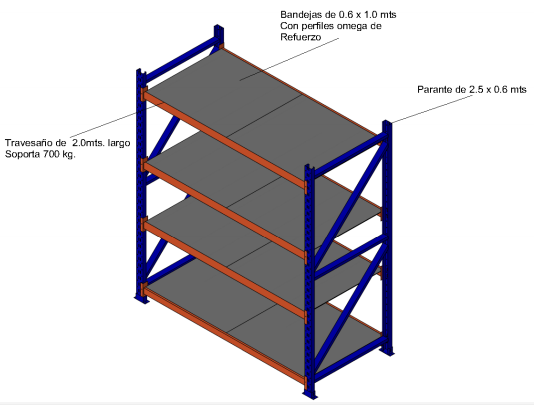 Bandejas de 0.6 x 1.0 mts
Con perfiles omega de
Refuerzo
Parante de 2.5 x 0.6 mts
Travesaño de  2.0mts. largo
Soporta 700 kg.